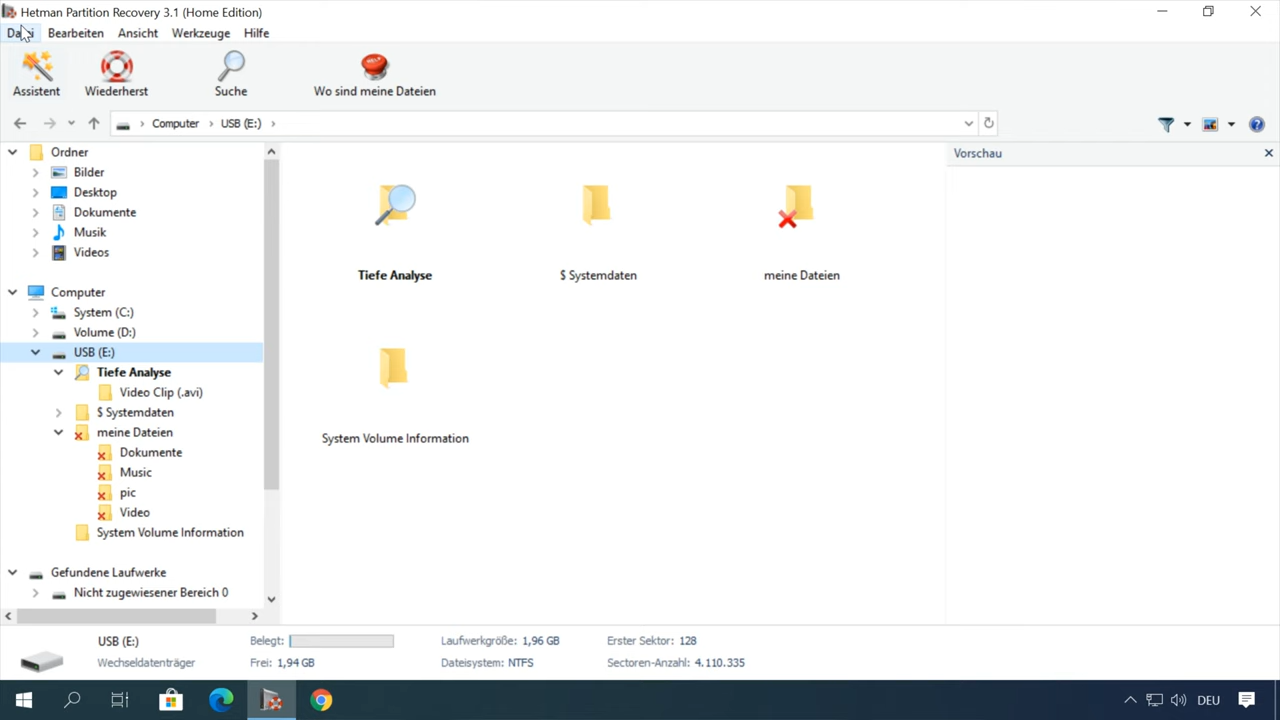 Hetman Partition Recovery 3.1 (Home Edition)
Datei Bearbeiten Ansicht Werkzeuge Hilfe
Assistent Wiederherst Suche Wo sind meine Dateien
Computer USB (E:)
Ordner
Bilder
Desktop
Dokumente
Musik
Videos
Computer
System (C:)
Volume (D:)
USB (E:)
Tiefe Analyse
Video Clip (.avi)
$ Systemdaten
meine Dateien
Dokumente
Music
pic
Video
System Volume Information
Gefundene Laufwerke
Nicht zugewiesener Bereich 0
Tiefe Analyse $ Systemdaten meine Dateien
System Volume Information
Vorschau
USB (E:) Belegt: Laufwerkgröße: 1,96 GB Erster Sektor: 128
Wechseldatenträger Frei: 1,94 GB Dateisystem: NTFS Sectoren-Anzahl: 4.110.335
DEU